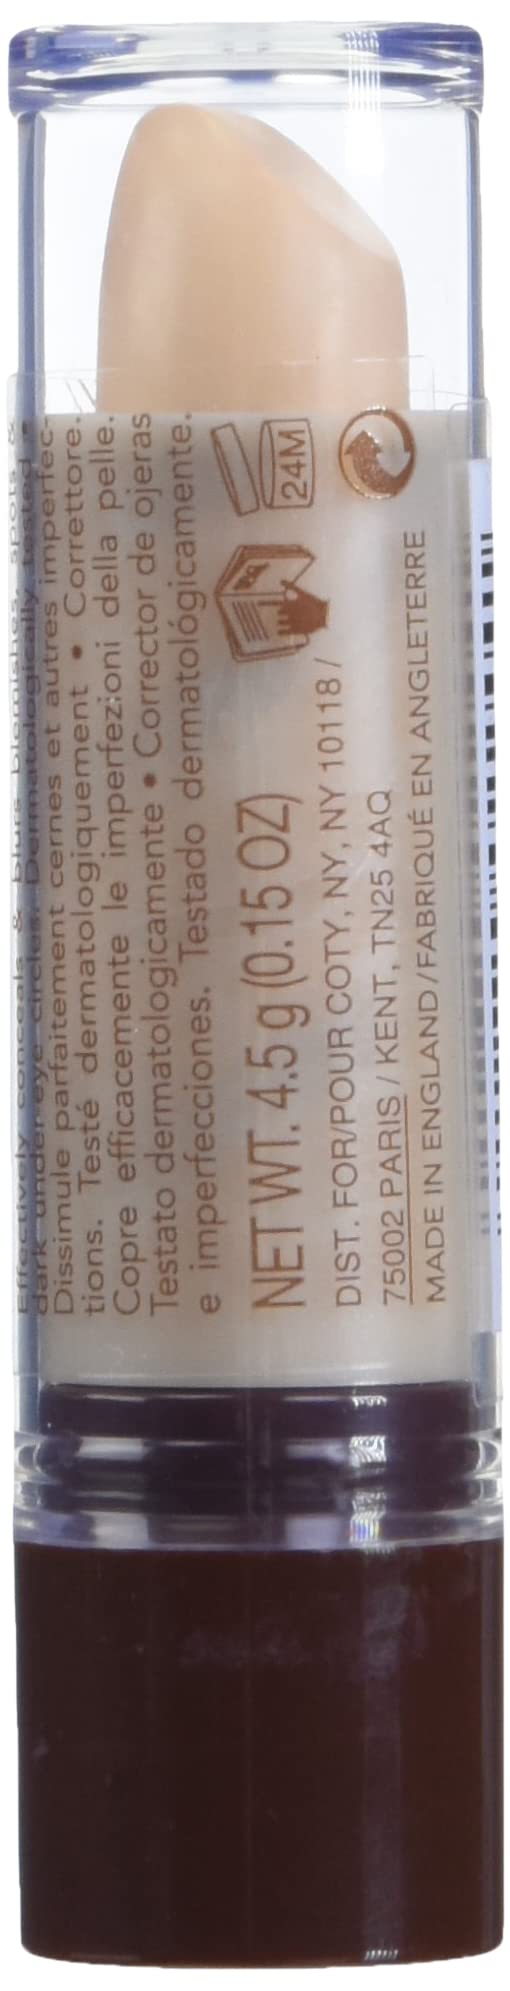 Effectively conceals & blurs blemishes, spots &
dark under-eye circles. Dermatologically tested •
Dissimule parfaitement cernes et autres imperfec-
tions. Testé dermatologiquement • Correttore.
Copre efficacemente le imperfezioni della pelle.
Testato dermatologicamente • Corrector de ojeras
e imperfecciones. Testado dermatológicamente.
NET WT. 4.5 g (0.15 OZ)
24M
DIST. FOR/POUR COTY, NY, NY 10118 /
75002 PARIS / KENT, TN25 4AQ
MADE IN ENGLAND/FABRIQUÉ EN ANGLETERRE